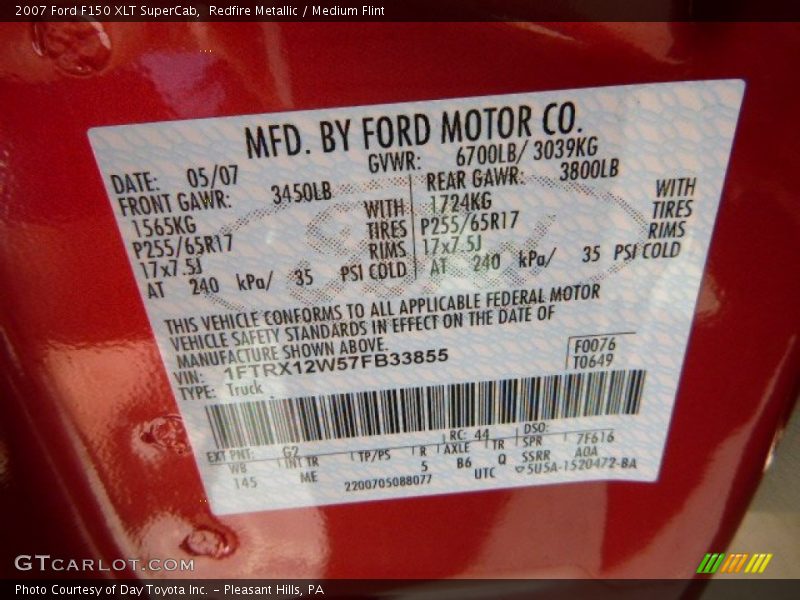 2007 Ford F150 XLT SuperCab,  Redfire Metallic / Medium Flint
MFD. BY FORD MOTOR CO.
DATE: 05/07 GVWR: 6700LB/ 3039KG
FRONT GAWR: 3450LB REAR GAWR: 3800LB
1565KG WITH 1724KG WITH
P255/65R17 TIRES P255/65R17 TIRES
17x7.5J RIMS 17x7.5J RIMS
AT 240 kPa/ 35 PSI COLD AT 240 kPa/ 35 PSI COLD
THIS VEHICLE CONFORMS TO ALL APPLICABLE FEDERAL MOTOR
VEHICLE SAFETY STANDARDS IN EFFECT ON THE DATE OF
MANUFACTURE SHOWN ABOVE.
VIN: 1FTRX12W57FB33855 F0076
TYPE: Truck T0649
EXT PNT: G2 RC: 44 DSO:
WB INT TR TP/PS R AXLE TR SPR 7F616
145 ME 5 B6 Q SSRR A0A
2200705088077 UTC 5U5A-1520472-BA
GTCARLOT.COM
Photo Courtesy of Day Toyota Inc. - Pleasant Hills, PA